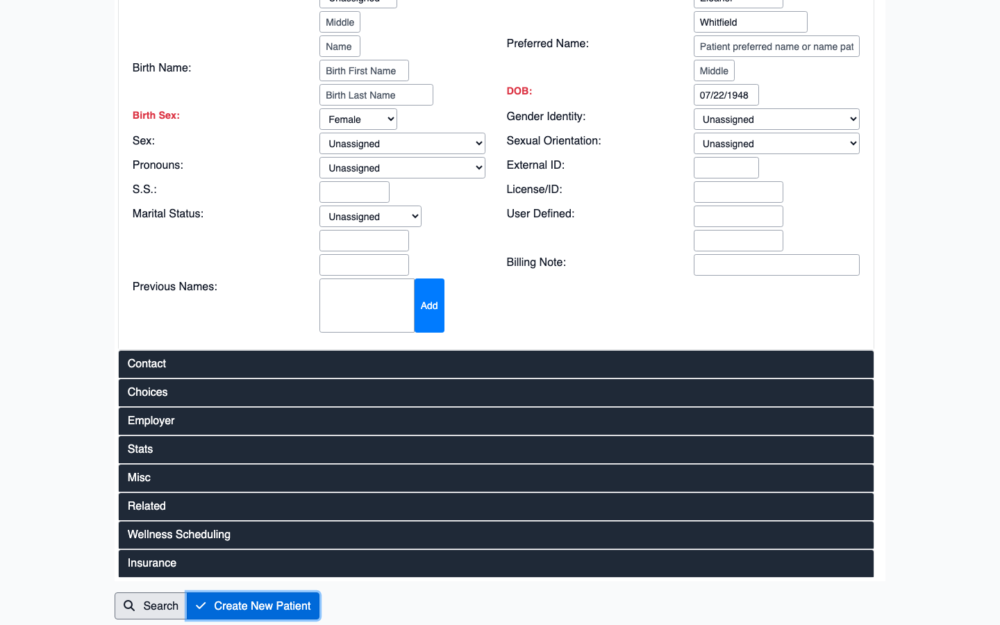 Middle
Whitfield
Name
Preferred Name:
Patient preferred name or name pat
Birth Name:
Birth First Name
Middle
Birth Last Name
DOB:
07/22/1948
Birth Sex:
Female
Gender Identity:
Unassigned
Sex:
Unassigned
Sexual Orientation:
Unassigned
Pronouns:
Unassigned
External ID:
S.S.:
License/ID:
Marital Status:
Unassigned
User Defined:
Billing Note:
Previous Names:
Add
Contact
Choices
Employer
Stats
Misc
Related
Wellness Scheduling
Insurance
Search
Create New Patient